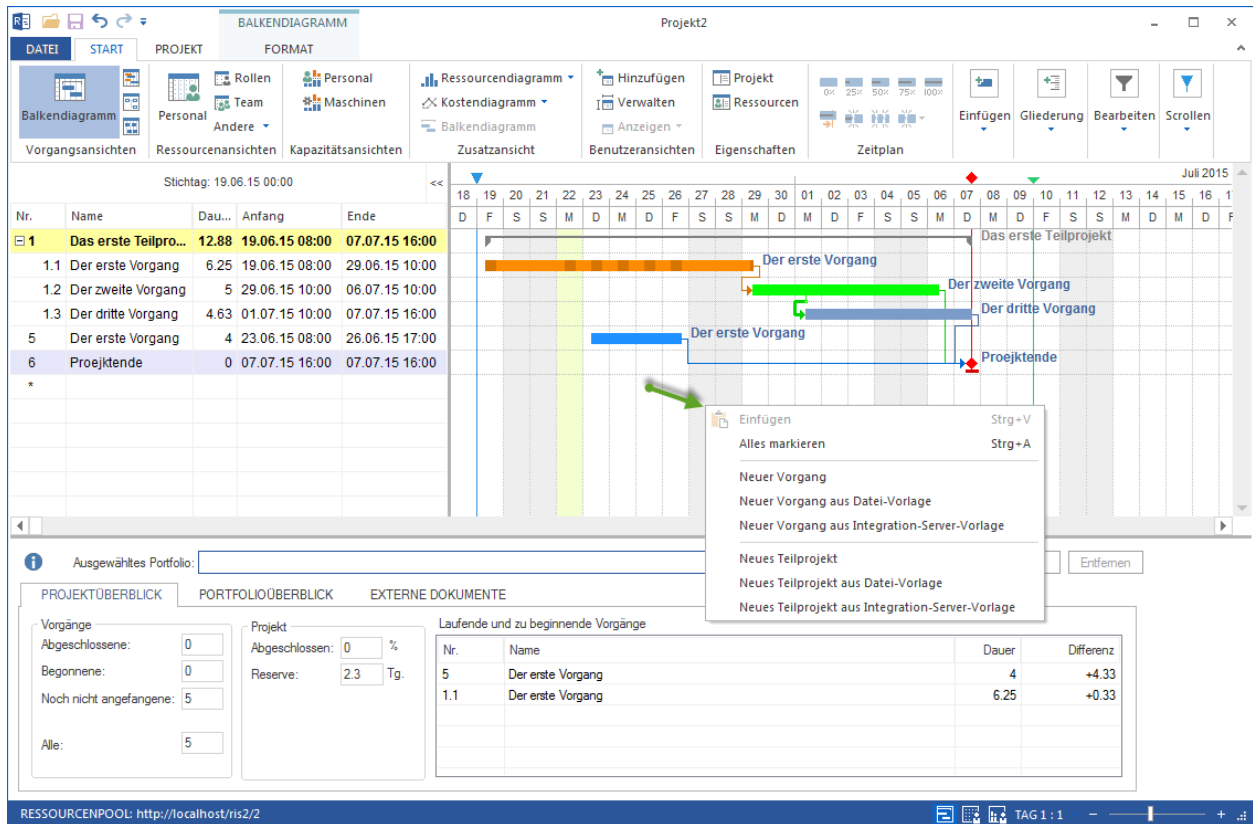 BALKENDIAGRAMM
Projekt2
DATEI START PROJEKT FORMAT
Balkendiagramm
Vorgangsansichten
Personal
Rollen
Team
Andere
Ressourcenansichten
Personal
Maschinen
Kapazitätsansichten
Ressourcendiagramm
Kostendiagramm
Balkendiagramm
Zusatzansicht
Hinzufügen
Verwalten
Anzeigen
Benutzeransichten
Projekt
Ressourcen
Eigenschaften
0% 25% 50% 75% 100%
Zeitplan
Einfügen
Gliederung
Bearbeiten
Scrollen
Stichtag: 19.06.15 00:00 <<
Nr. Name Dau... Anfang Ende
1 Das erste Teilpro... 12.88 19.06.15 08:00 07.07.15 16:00
1.1 Der erste Vorgang 6.25 19.06.15 08:00 29.06.15 10:00
1.2 Der zweite Vorgang 5 29.06.15 10:00 06.07.15 10:00
1.3 Der dritte Vorgang 4.63 01.07.15 10:00 07.07.15 16:00
5 Der erste Vorgang 4 23.06.15 08:00 26.06.15 17:00
6 Proejktende 0 07.07.15 16:00 07.07.15 16:00
*
Juli 2015
18 19 20 21 22 23 24 25 26 27 28 29 30 01 02 03 04 05 06 07 08 09 10 11 12 13 14 15 16
D F S S M D M D F S S M D M D F S S M D M D F S S M D M D F
Das erste Teilprojekt
Der erste Vorgang
Der zweite Vorgang
Der dritte Vorgang
Der erste Vorgang
Proejktende
Einfügen Strg+V
Alles markieren Strg+A
Neuer Vorgang
Neuer Vorgang aus Datei-Vorlage
Neuer Vorgang aus Integration-Server-Vorlage
Neues Teilprojekt
Neues Teilprojekt aus Datei-Vorlage
Neues Teilprojekt aus Integration-Server-Vorlage
Ausgewähltes Portfolio:
Entfernen
PROJEKTÜBERBLICK PORTFOLIOÜBERBLICK EXTERNE DOKUMENTE
Vorgänge
Abgeschlossene: 0
Begonnene: 0
Noch nicht angefangene: 5
Alle: 5
Projekt
Abgeschlossen: 0 %
Reserve: 2.3 Tg.
Laufende und zu beginnende Vorgänge
Nr. Name Dauer Differenz
5 Der erste Vorgang 4 +4.33
1.1 Der erste Vorgang 6.25 +0.33
RESSOURCENPOOL: http://localhost/ris2/2
TAG 1 : 1 − +